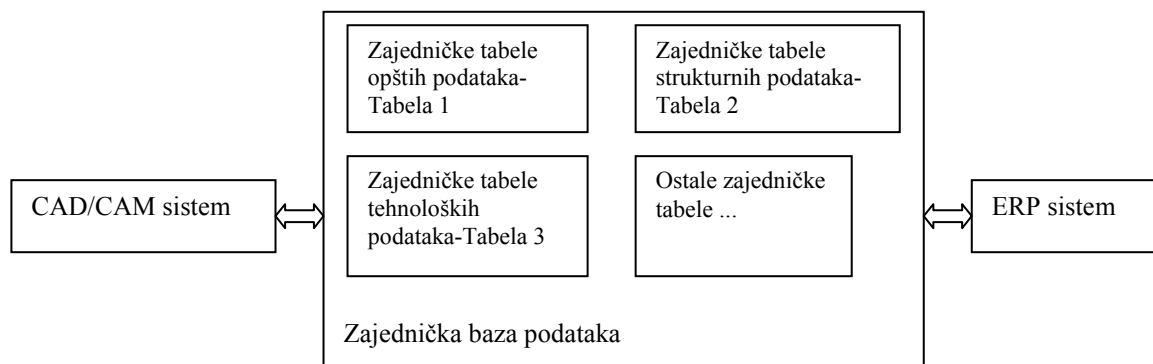 Zajedničke tabele
opštih podataka-
Tabela 1
Zajedničke tabele
strukturnih podataka-
Tabela 2
CAD/CAM sistem
Zajedničke tabele
tehnoloških
podataka-Tabela 3
Ostale zajedničke
tabele ...
ERP sistem
Zajednička baza podataka